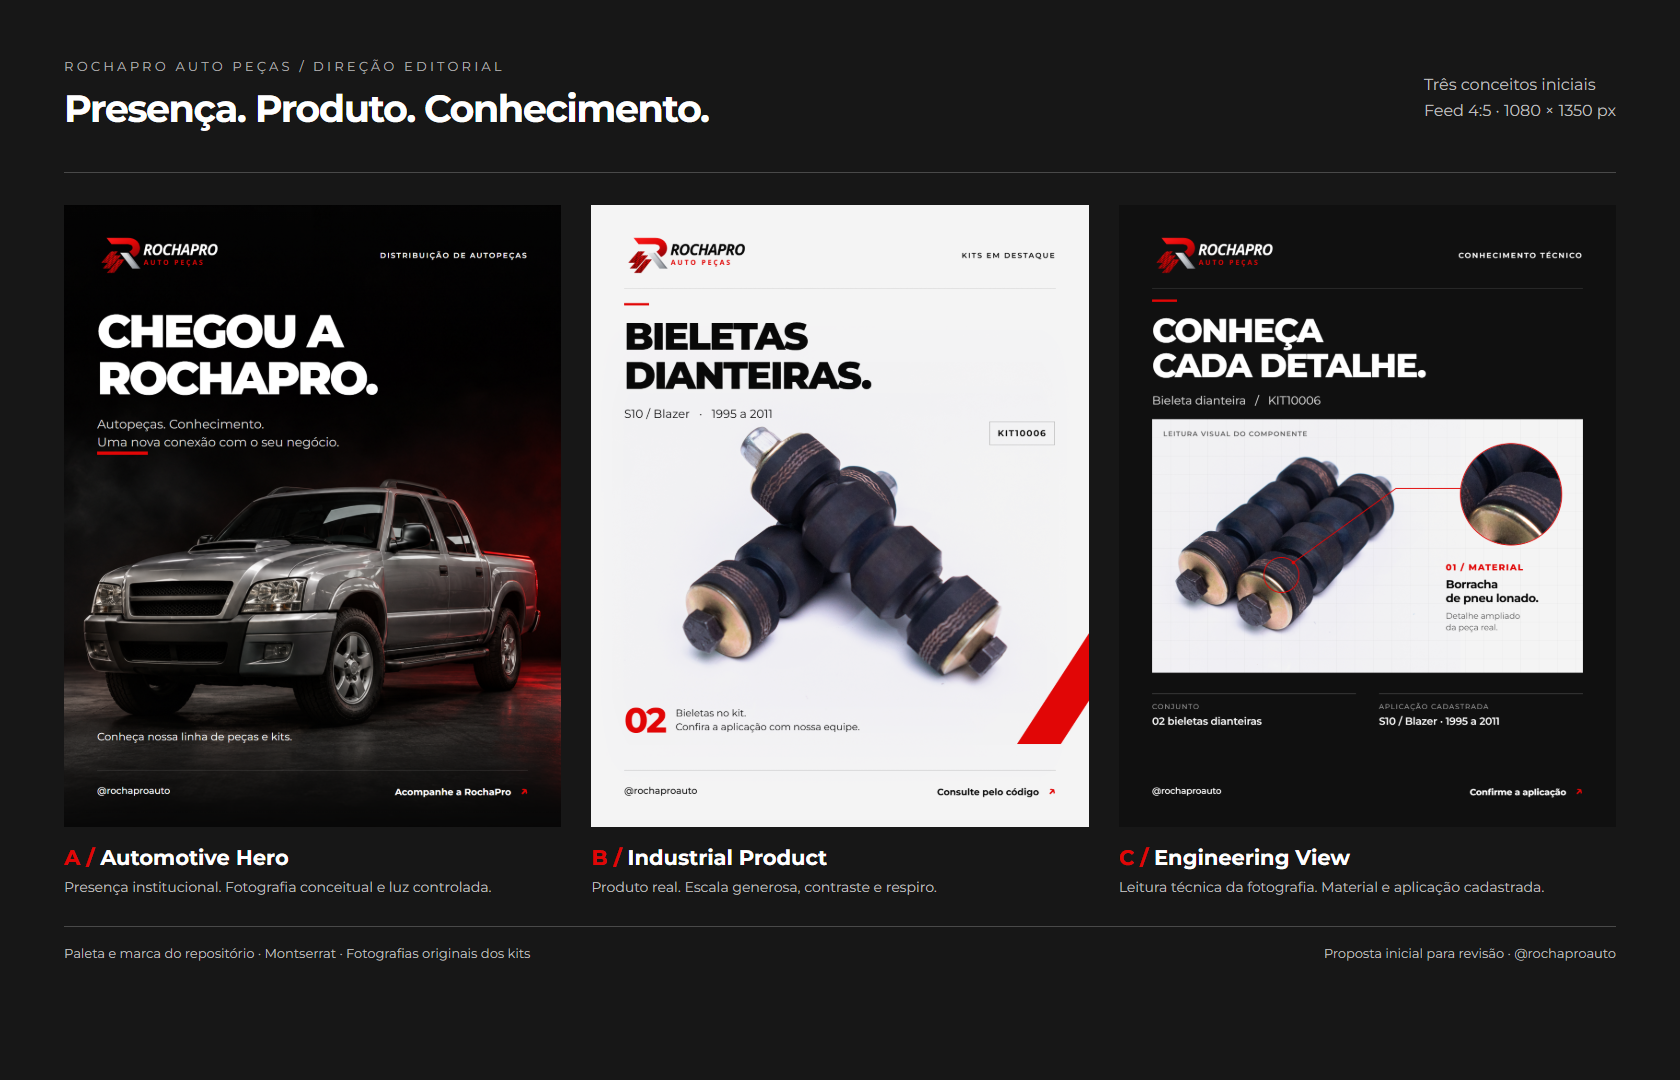 ROCHAPRO AUTO PEÇAS / DIREÇÃO EDITORIAL
Presença. Produto. Conhecimento.
Três conceitos iniciais
Feed 4:5 · 1080 × 1350 px
ROCHAPRO
AUTO PEÇAS
DISTRIBUIÇÃO DE AUTOPEÇAS
CHEGOU A
ROCHAPRO.
Autopeças. Conhecimento.
Uma nova conexão com o seu negócio.
Conheça nossa linha de peças e kits.
@rochaproauto
Acompanhe a RochaPro
ROCHAPRO
AUTO PEÇAS
KITS EM DESTAQUE
BIELETAS
DIANTEIRAS.
S10 / Blazer · 1995 a 2011
KIT10006
02
Bieletas no kit.
Confira a aplicação com nossa equipe.
@rochaproauto
Consulte pelo código
ROCHAPRO
AUTO PEÇAS
CONHECIMENTO TÉCNICO
CONHEÇA
CADA DETALHE.
Bieleta dianteira / KIT10006
LEITURA VISUAL DO COMPONENTE
01 / MATERIAL
Borracha
de pneu lonado.
Detalhe ampliado
da peça real.
CONJUNTO
02 bieletas dianteiras
APLICAÇÃO CADASTRADA
S10 / Blazer · 1995 a 2011
@rochaproauto
Confirme a aplicação
A / Automotive Hero
Presença institucional. Fotografia conceitual e luz controlada.
B / Industrial Product
Produto real. Escala generosa, contraste e respiro.
C / Engineering View
Leitura técnica da fotografia. Material e aplicação cadastrada.
Paleta e marca do repositório · Montserrat · Fotografias originais dos kits
Proposta inicial para revisão · @rochaproauto